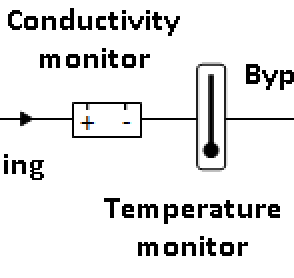 Conductivity
monitor
Byp
+ -
ing
Temperature
monitor